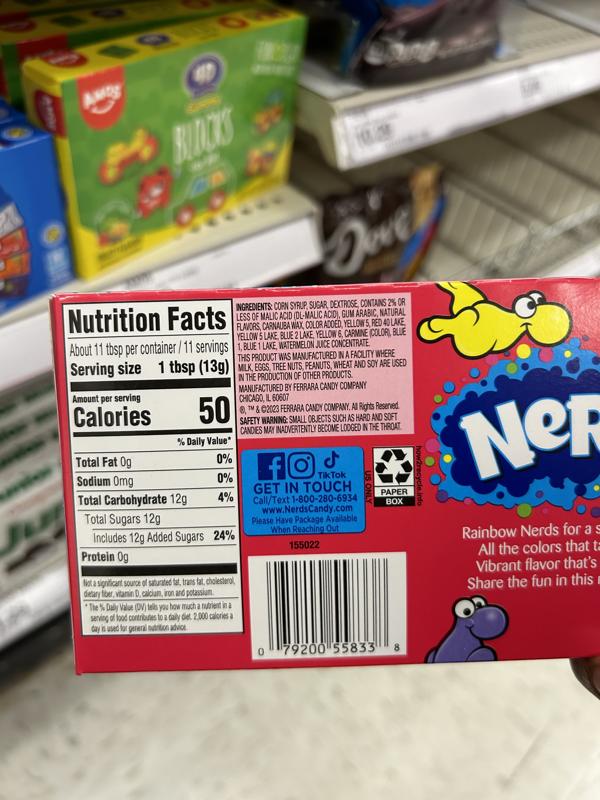 AMOS
BLOCKS
Dove
Nutrition Facts
About 11 tbsp per container / 11 servings
Serving size 1 tbsp (13g)
Amount per serving
Calories 50
% Daily Value*
Total Fat 0g 0%
Sodium 0mg 0%
Total Carbohydrate 12g 4%
Total Sugars 12g
Includes 12g Added Sugars 24%
Protein 0g
Not a significant source of saturated fat, trans fat, cholesterol,
dietary fiber, vitamin D, calcium, iron and potassium.
* The % Daily Value (DV) tells you how much a nutrient in a
serving of food contributes to a daily diet. 2,000 calories a
day is used for general nutrition advice.
INGREDIENTS: CORN SYRUP, SUGAR, DEXTROSE, CONTAINS 2% OR
LESS OF MALIC ACID (DL-MALIC ACID), GUM ARABIC, NATURAL
FLAVORS, CARNAUBA WAX, COLOR ADDED, YELLOW 5, RED 40 LAKE,
YELLOW 5 LAKE, BLUE 2 LAKE, YELLOW 6, CARMINE (COLOR), BLUE
1, BLUE 1 LAKE, WATERMELON JUICE CONCENTRATE.
THIS PRODUCT WAS MANUFACTURED IN A FACILITY WHERE
MILK, EGGS, TREE NUTS, PEANUTS, WHEAT AND SOY ARE USED
IN THE PRODUCTION OF OTHER PRODUCTS.
MANUFACTURED BY FERRARA CANDY COMPANY
CHICAGO, IL 60607
®, ™ & ©2023 FERRARA CANDY COMPANY. All Rights Reserved.
SAFETY WARNING: SMALL OBJECTS SUCH AS HARD AND SOFT
CANDIES MAY INADVERTENTLY BECOME LODGED IN THE THROAT.
TikTok
GET IN TOUCH
Call/Text 1-800-280-6934
www.NerdsCandy.com
Please Have Package Available
When Reaching Out
US ONLY
PAPER
BOX
how2recycle.info
155022
0 79200 55833 8
Ner
Rainbow Nerds for a s
All the colors that ta
Vibrant flavor that's
Share the fun in this